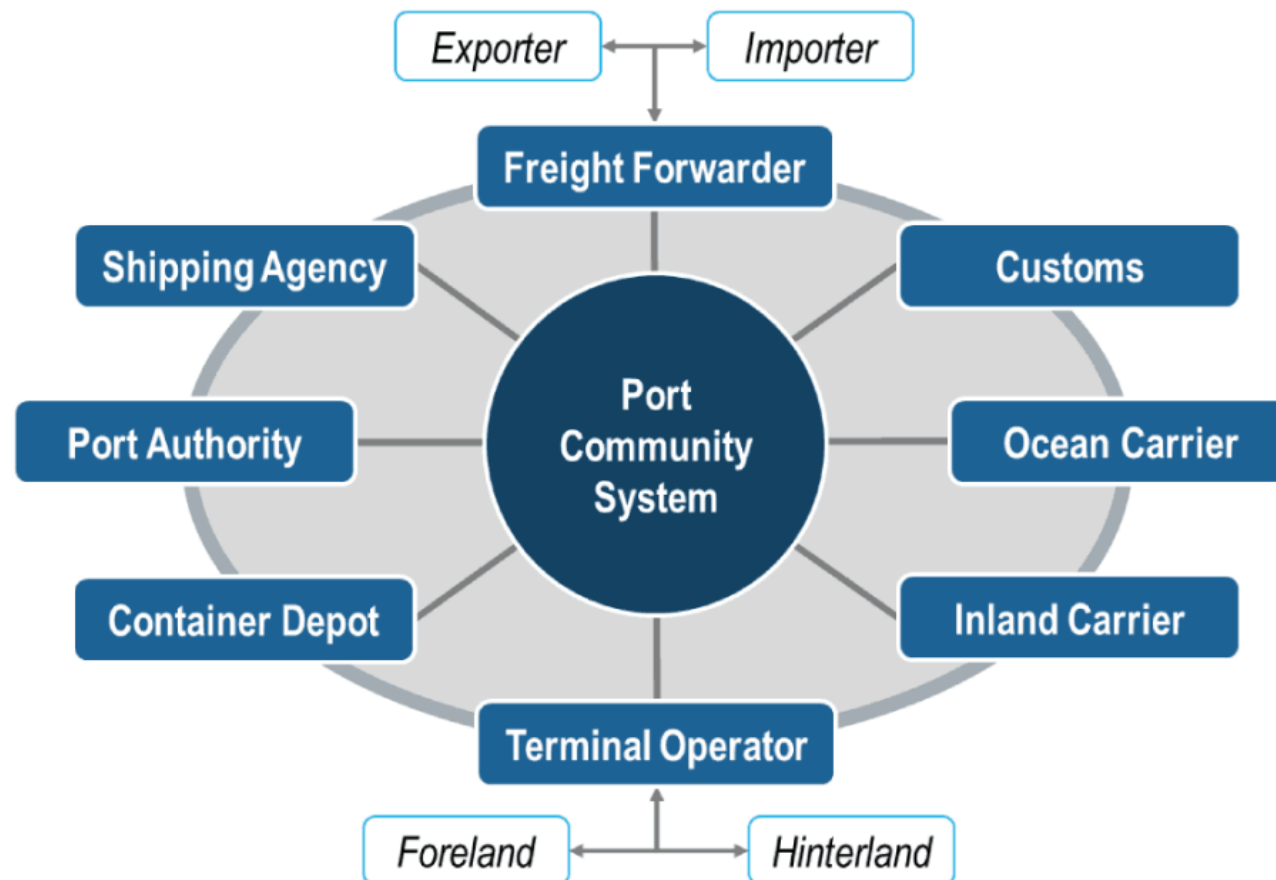 Exporter
Importer
Freight Forwarder
Shipping Agency
Customs
Port
Community
System
Port Authority
Ocean Carrier
Container Depot
Inland Carrier
Terminal Operator
Foreland
Hinterland